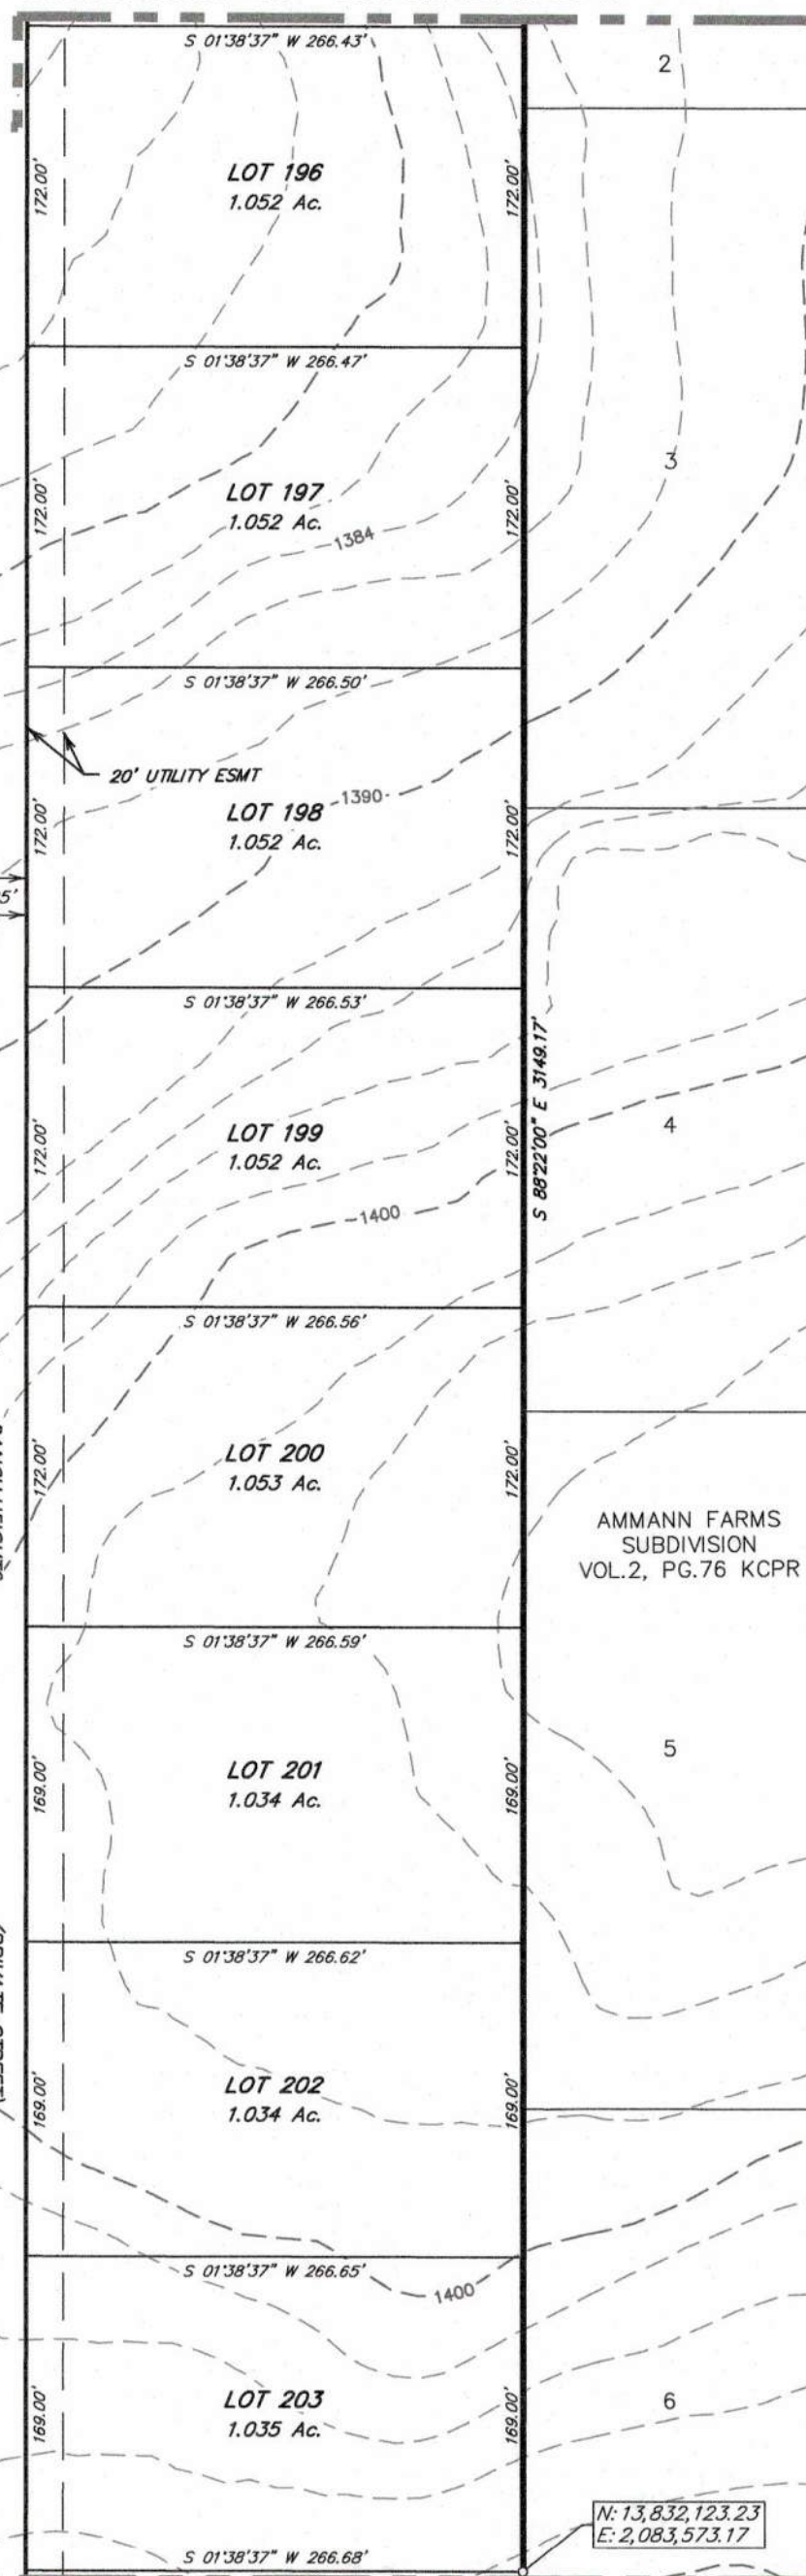 S 01°38'37" W 266.43'
2
LOT 196
1.052 Ac.
172.00'
172.00'
S 01°38'37" W 266.47'
3
LOT 197
1.052 Ac.
172.00'
172.00'
1384
S 01°38'37" W 266.50'
20' UTILITY ESMT
1390
LOT 198
1.052 Ac.
172.00'
172.00'
5'
S 01°38'37" W 266.53'
S 88°22'00" E 3149.17'
LOT 199
1.052 Ac.
172.00'
172.00'
4
1400
S 01°38'37" W 266.56'
LOT 200
1.053 Ac.
172.00'
172.00'
AMMANN FARMS
SUBDIVISION
VOL.2, PG.76 KCPR
S 01°38'37" W 266.59'
5
LOT 201
1.034 Ac.
169.00'
169.00'
S 01°38'37" W 266.62'
LOT 202
1.034 Ac.
169.00'
169.00'
S 01°38'37" W 266.65'
1400
LOT 203
1.035 Ac.
169.00'
169.00'
6
N: 13,832,123.23
E: 2,083,573.17
S 01°38'37" W 266.68'